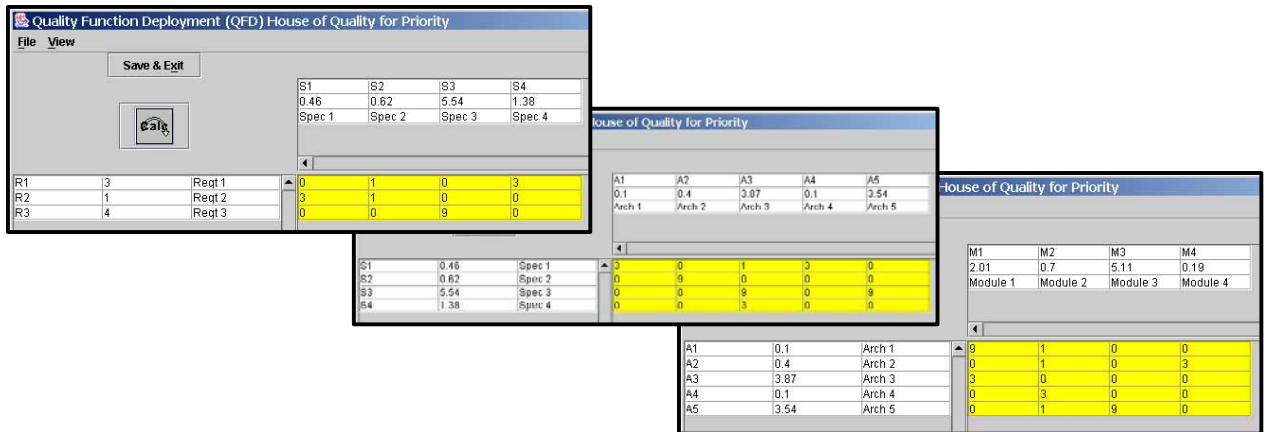 Quality Function Deployment (QFD) House of Quality for Priority
File View
Save & Exit
S1 S2 S3 S4
0.46 0.62 5.54 1.38
Spec 1 Spec 2 Spec 3 Spec 4
Calc
R1 3 Reqt 1 0 1 0 3
R2 1 Reqt 2 3 1 0 0
R3 4 Reqt 3 0 0 9 0
House of Quality for Priority
A1 A2 A3 A4 A5
0.1 0.4 3.87 0.1 3.54
Arch 1 Arch 2 Arch 3 Arch 4 Arch 5
S1 0.46 Spec 1 3 0 1 3 0
S2 0.62 Spec 2 0 9 0 0 0
S3 5.54 Spec 3 0 0 9 0 9
S4 1.38 Spec 4 0 0 3 0 0
House of Quality for Priority
M1 M2 M3 M4
2.01 0.7 5.11 0.19
Module 1 Module 2 Module 3 Module 4
A1 0.1 Arch 1 9 1 0 0
A2 0.4 Arch 2 0 1 0 3
A3 3.87 Arch 3 3 0 0 0
A4 0.1 Arch 4 0 3 0 0
A5 3.54 Arch 5 0 1 9 0